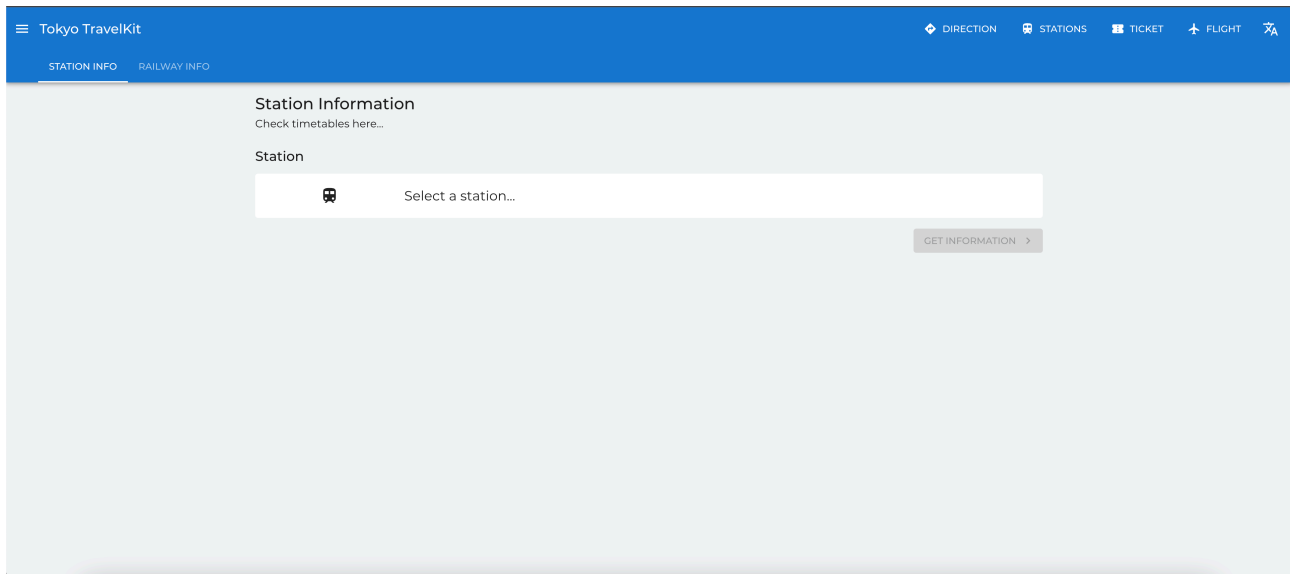 Tokyo TravelKit
DIRECTION STATIONS TICKET FLIGHT
STATION INFO RAILWAY INFO
Station Information
Check timetables here...
Station
Select a station...
GET INFORMATION